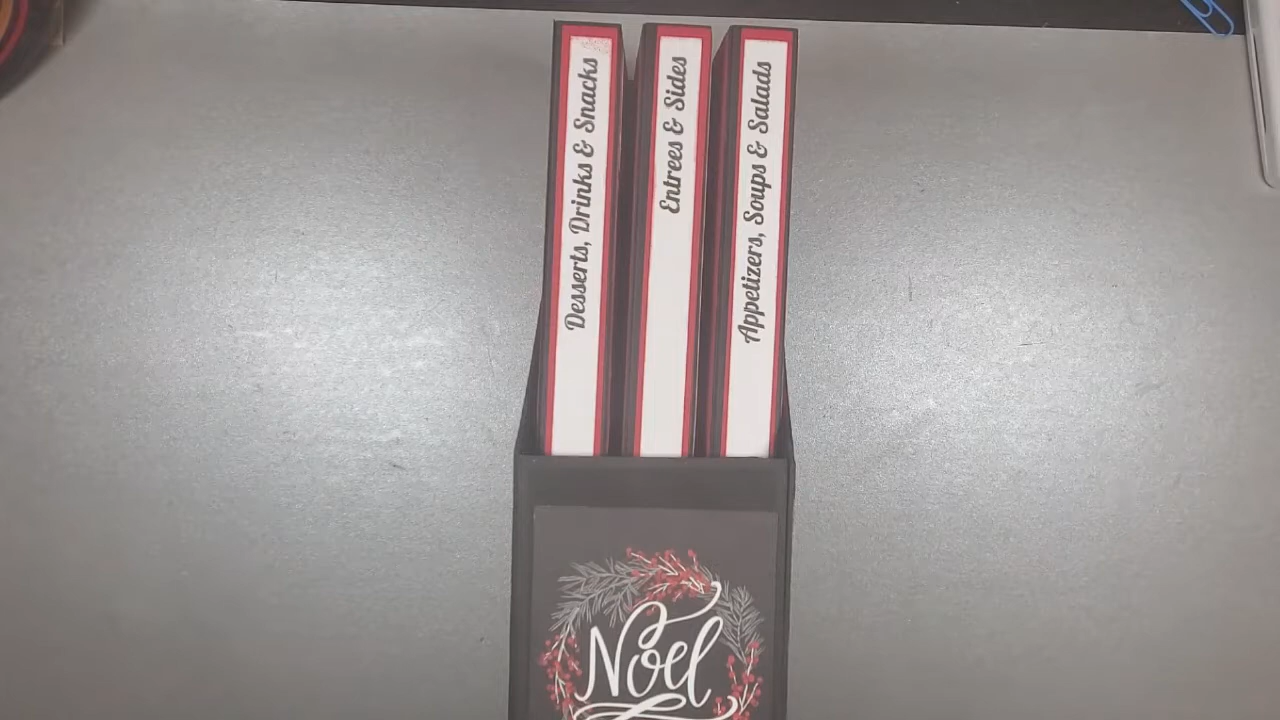 Desserts, Drinks & Snacks
Entrees & Sides
Appetizers, Soups & Salads
Noel